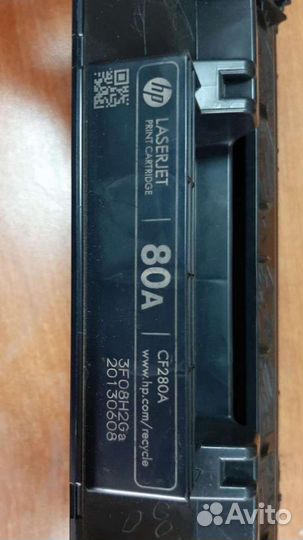 hp
LASERJET
PRINT CARTRIDGE
80A
CF280A
www.hp.com/recycle
3F08H2Ga
20130608
Avito